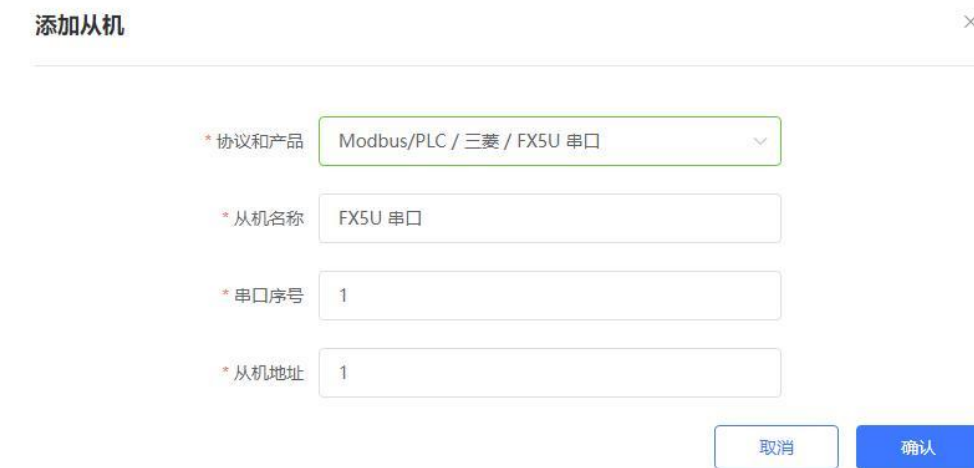 添加从机
* 协议和产品 Modbus/PLC / 三菱 / FX5U 串口
* 从机名称 FX5U 串口
* 串口序号 1
* 从机地址 1
取消 确认